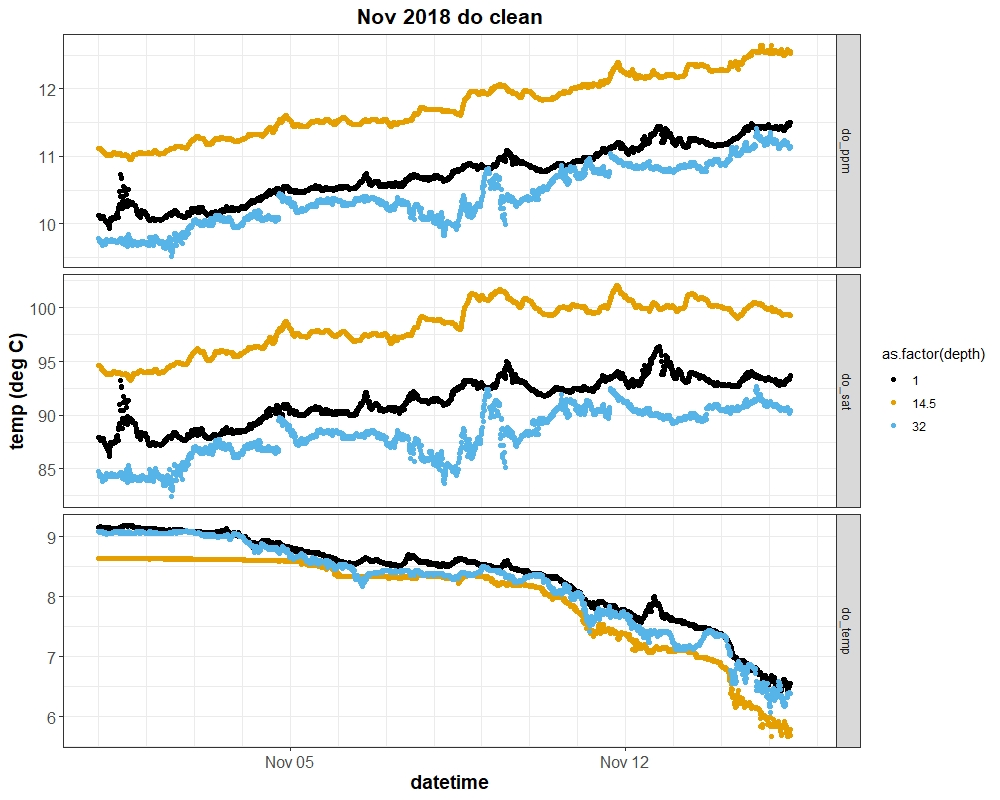 Nov 2018 do clean
temp (deg C)
12
11
10
do_ppm
100
95
90
85
do_sat
9
8
7
6
do_temp
Nov 05
Nov 12
datetime
as.factor(depth)
1
14.5
32